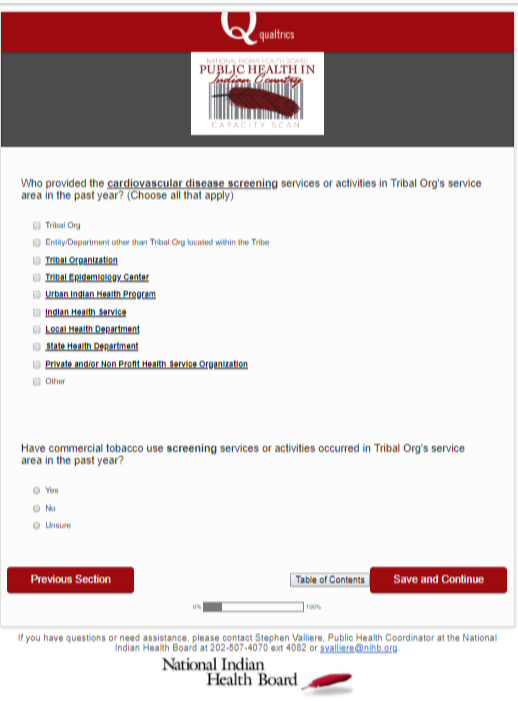 Q qualtrics
NATIONAL INDIAN HEALTH BOARD
PUBLIC HEALTH IN
Indian Country
CAPACITY SCAN
Who provided the cardiovascular disease screening services or activities in Tribal Org's service
area in the past year? (Choose all that apply)
Tribal Org
Entity/Department other than Tribal Org located within the Tribe
Tribal Organization
Tribal Epidemiology Center
Urban Indian Health Program
Indian Health Service
Local Health Department
State Health Department
Private and/or Non Profit Health Service Organization
Other
Have commercial tobacco use screening services or activities occurred in Tribal Org's service
area in the past year?
Yes
No
Unsure
Previous Section Table of Contents Save and Continue
0% 100%
If you have questions or need assistance, please contact Stephen Valliere, Public Health Coordinator at the National
Indian Health Board at 202-507-4070 ext 4082 or svalliere@nihb.org.
National Indian
Health Board